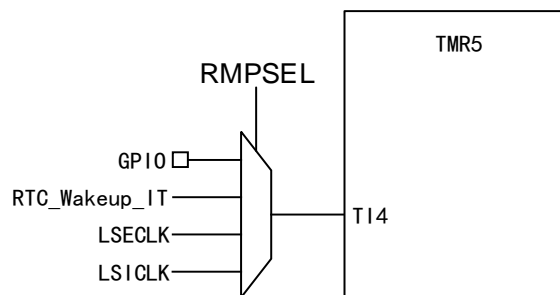 TMR5
RMPSEL
GPIO
RTC_Wakeup_IT
TI4
LSECLK
LSICLK